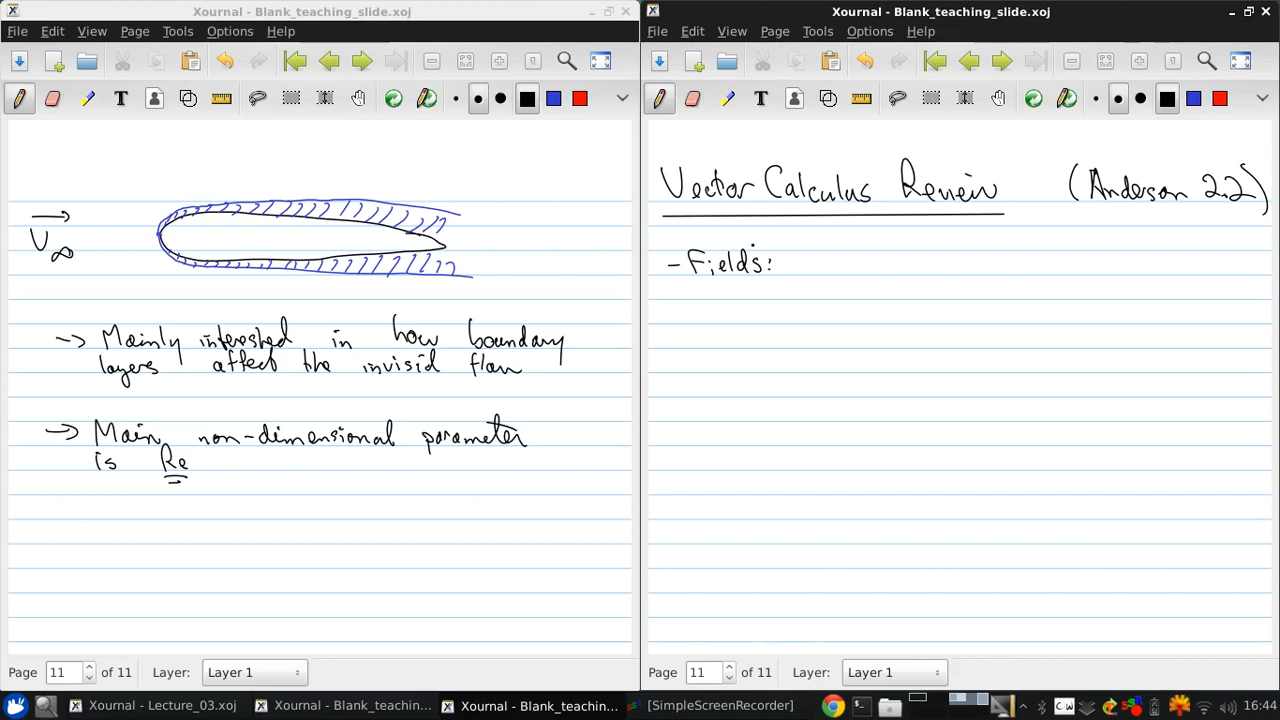 Xournal - Blank_teaching_slide.xoj
File Edit View Page Tools Options Help
V∞
-> Mainly interested in how boundary
layers affect the invisid flow
-> Main non-dimensional parameter
is Re
Page 11 of 11 Layer: Layer 1
Xournal - Blank_teaching_slide.xoj
File Edit View Page Tools Options Help
Vector Calculus Review (Anderson 2.2)
- Fields:
Page 11 of 11 Layer: Layer 1
Xournal - Lecture_03.xoj Xournal - Blank_teachin... Xournal - Blank_teachin... [SimpleScreenRecorder] 16:44